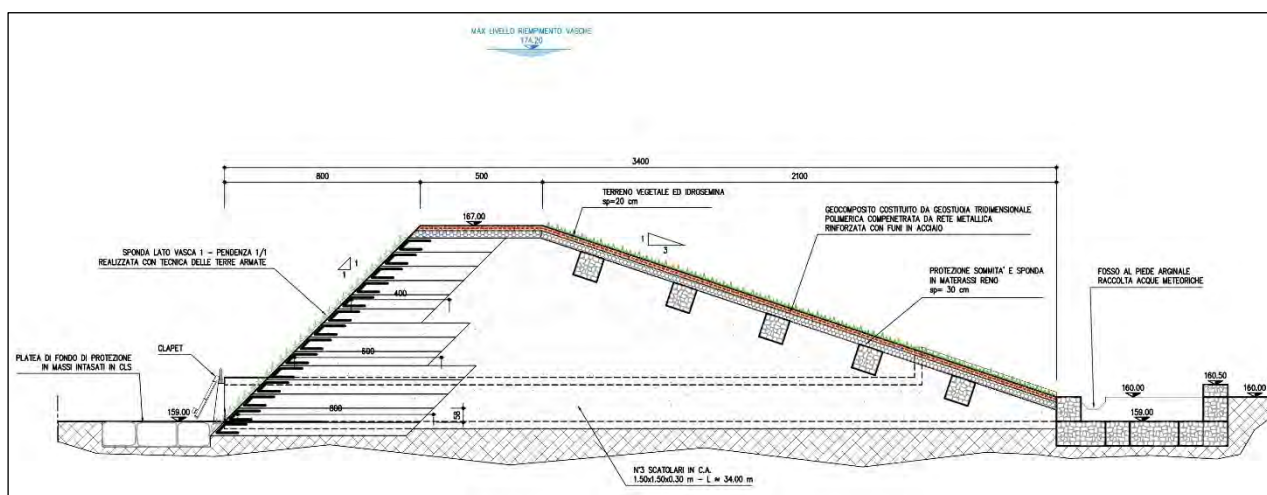 MAX LIVELLO RIEMPIMENTO VASCHE
174.20
3400
800
500
2100
TERRENO VEGETALE ED IDROSEMINA
sp=20 cm
GEOCOMPOSITO COSTITUITO DA GEOSTUOIA TRIDIMENSIONALE
POLIMERICA COMPENETRATA DA RETE METALLICA
RINFORZATA CON FUNI IN ACCIAIO
167.00
1
3
SPONDA LATO VASCA 1 - PENDENZA 1/1
REALIZZATA CON TECNICA DELLE TERRE ARMATE
1
1
PROTEZIONE SOMMITA' E SPONDA
IN MATERASSI RENO
sp= 30 cm
FOSSO AL PIEDE ARGINALE
RACCOLTA ACQUE METEORICHE
400
CLAPET
PLATEA DI FONDO DI PROTEZIONE
IN MASSI INTASATI IN CLS
600
160.50
160.00
160.00
159.00
800
58
159.00
N°3 SCATOLARI IN C.A.
1.50x1.50x0.30 m - L ≈ 34.00 m